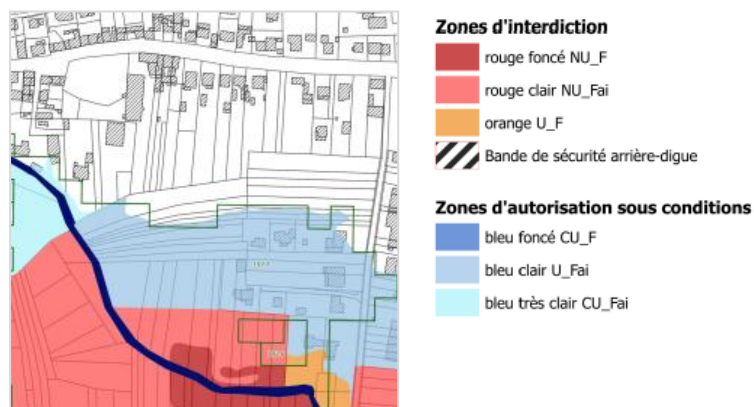 Zones d'interdiction
rouge foncé NU_F
rouge clair NU_Fai
orange U_F
Bande de sécurité arrière-digue
Zones d'autorisation sous conditions
bleu foncé CU_F
bleu clair U_Fai
bleu très clair CU_Fai